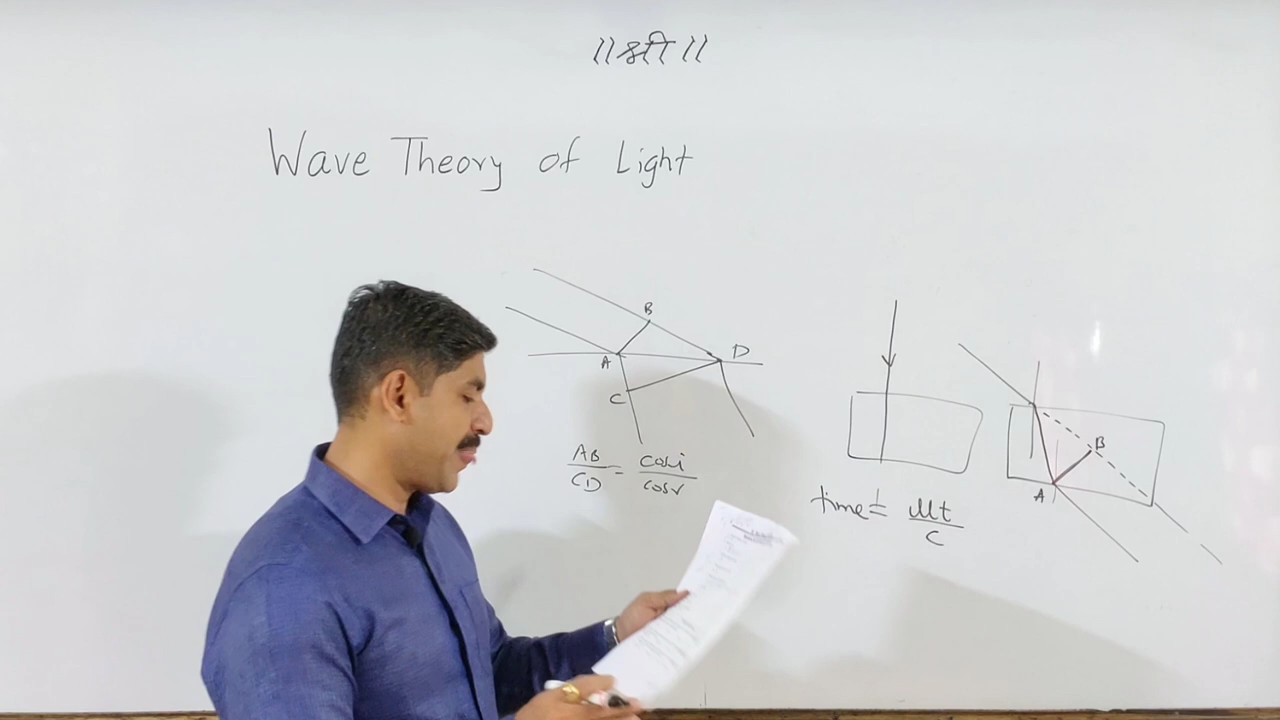 ॥श्री॥
Wave Theory of Light
B
A
D
C
AB/CD = cos i/cos r
B
A
time = μt/c